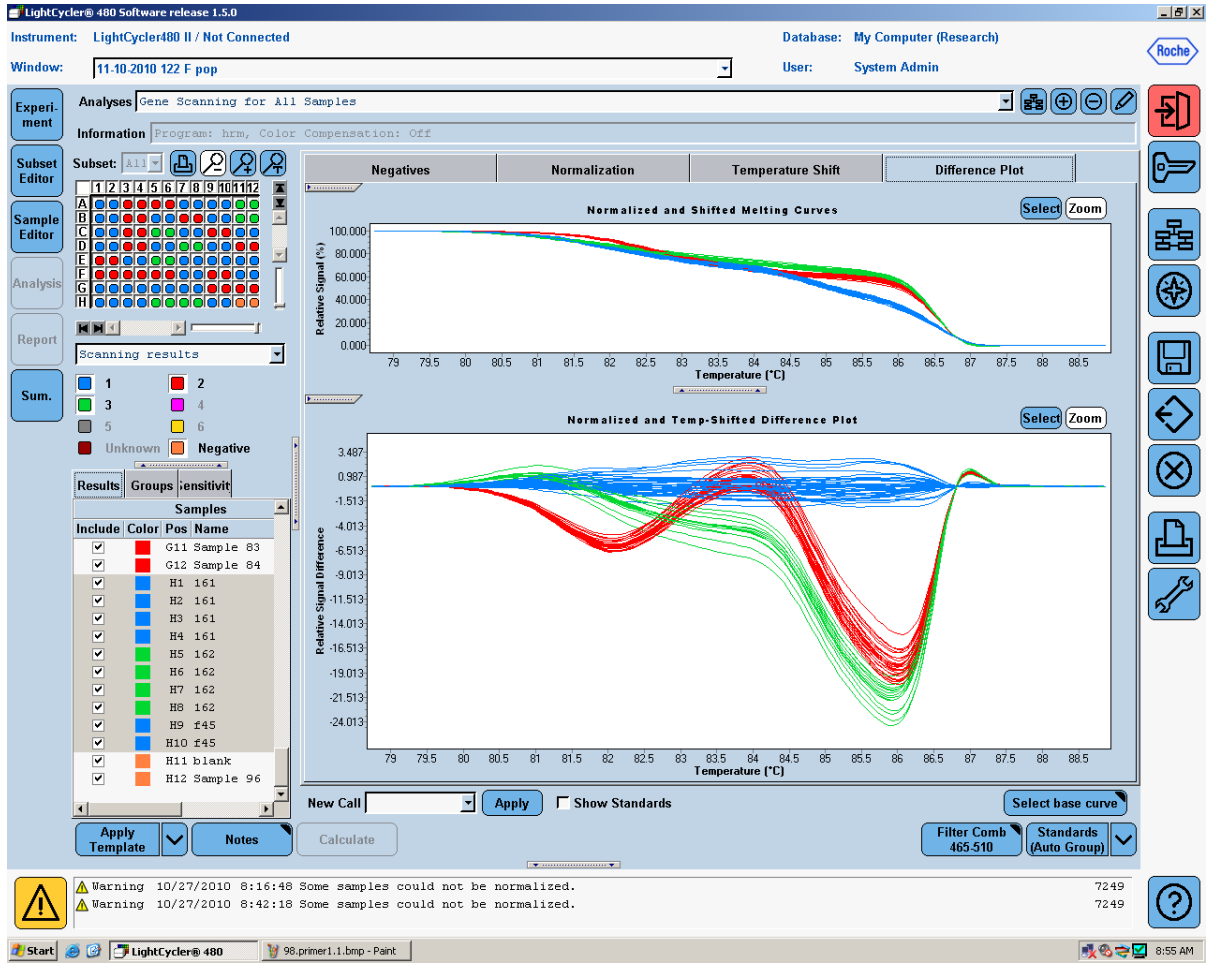 LightCycler® 480 Software release 1.5.0
Instrument: LightCycler480 II / Not Connected Database: My Computer (Research)
Window: 11-10-2010 122 F pop User: System Admin
Roche
Experi-
ment
Subset
Editor
Sample
Editor
Analysis
Report
Sum.
Analyses Gene Scanning for All Samples
Information Program: hrm, Color Compensation: Off
Subset: All
1 2 3 4 5 6 7 8 9 10 11 12
A
B
C
D
E
F
G
H
Scanning results
1 2
3 4
5 6
Unknown Negative
Results Groups Sensitivit
Samples
Include Color Pos Name
G11 Sample 83
G12 Sample 84
H1 161
H2 161
H3 161
H4 161
H5 162
H6 162
H7 162
H8 162
H9 f45
H10 f45
H11 blank
H12 Sample 96
Negatives Normalization Temperature Shift Difference Plot
Normalized and Shifted Melting Curves
Select Zoom
Relative Signal (%)
100.000
80.000
60.000
40.000
20.000
0.000
79 79.5 80 80.5 81 81.5 82 82.5 83 83.5 84 84.5 85 85.5 86 86.5 87 87.5 88 88.5
Temperature (°C)
Normalized and Temp-Shifted Difference Plot
Select Zoom
Relative Signal Difference
3.487
0.987
-1.513
-4.013
-6.513
-9.013
-11.513
-14.013
-16.513
-19.013
-21.513
-24.013
79 79.5 80 80.5 81 81.5 82 82.5 83 83.5 84 84.5 85 85.5 86 86.5 87 87.5 88 88.5
Temperature (°C)
New Call Apply Show Standards Select base curve
Apply
Template
Notes
Calculate
Filter Comb
465-510
Standards
(Auto Group)
Warning 10/27/2010 8:16:48 Some samples could not be normalized. 7249
Warning 10/27/2010 8:42:18 Some samples could not be normalized. 7249
Start LightCycler® 480 98.primer1.1.bmp - Paint 8:55 AM